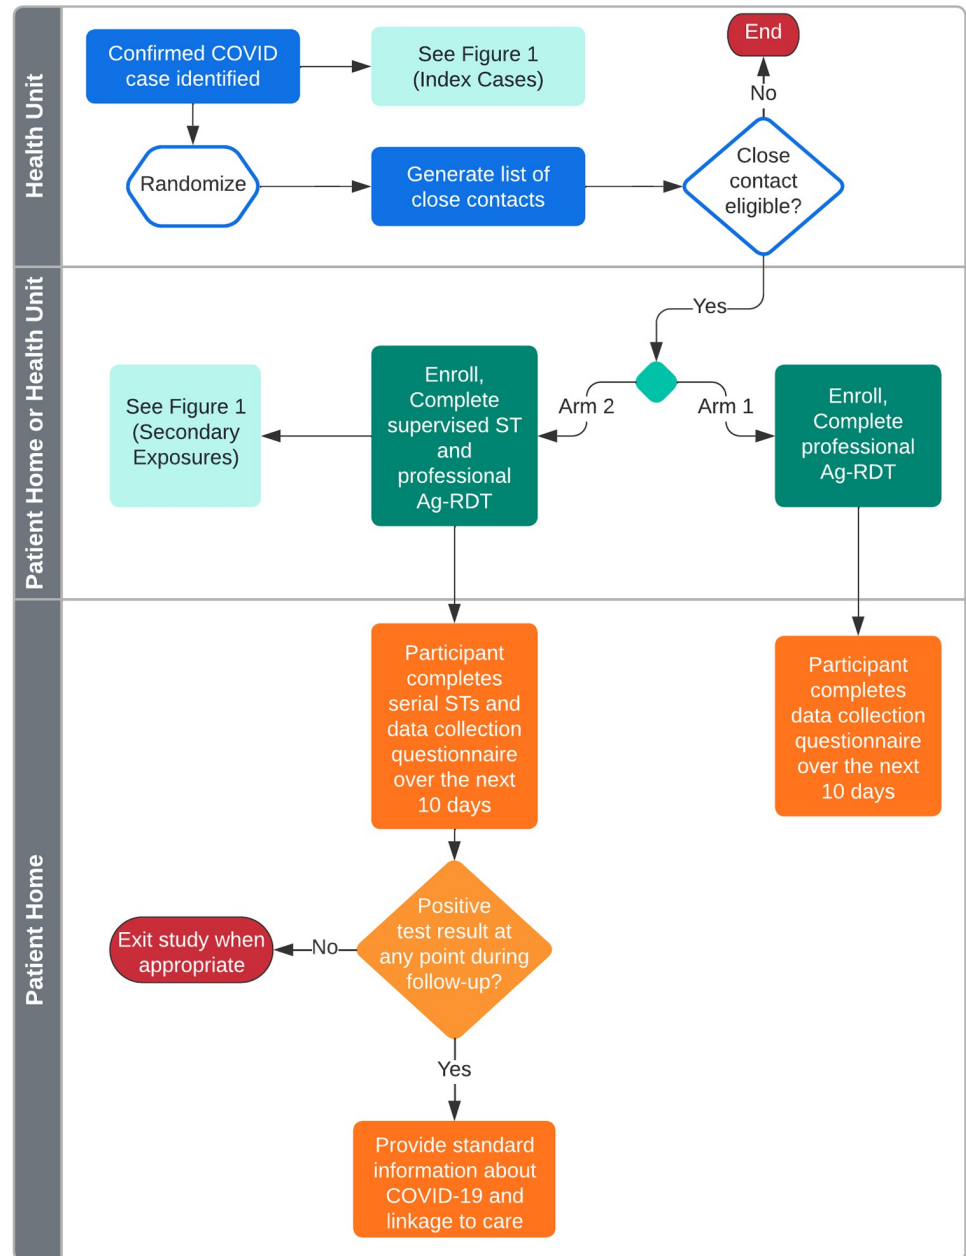 Health Unit
Confirmed COVID
case identified
See Figure 1
(Index Cases)
End
No
Randomize
Generate list of
close contacts
Close
contact
eligible?
Patient Home or Health Unit
Yes
See Figure 1
(Secondary
Exposures)
Enroll,
Complete
supervised ST
and
professional
Ag-RDT
Arm 2
Arm 1
Enroll,
Complete
professional
Ag-RDT
Patient Home
Participant
completes
serial STs and
data collection
questionnaire
over the next
10 days
Participant
completes
data collection
questionnaire
over the next
10 days
Positive
test result at
any point during
follow-up?
No
Exit study when
appropriate
Yes
Provide standard
information about
COVID-19 and
linkage to care